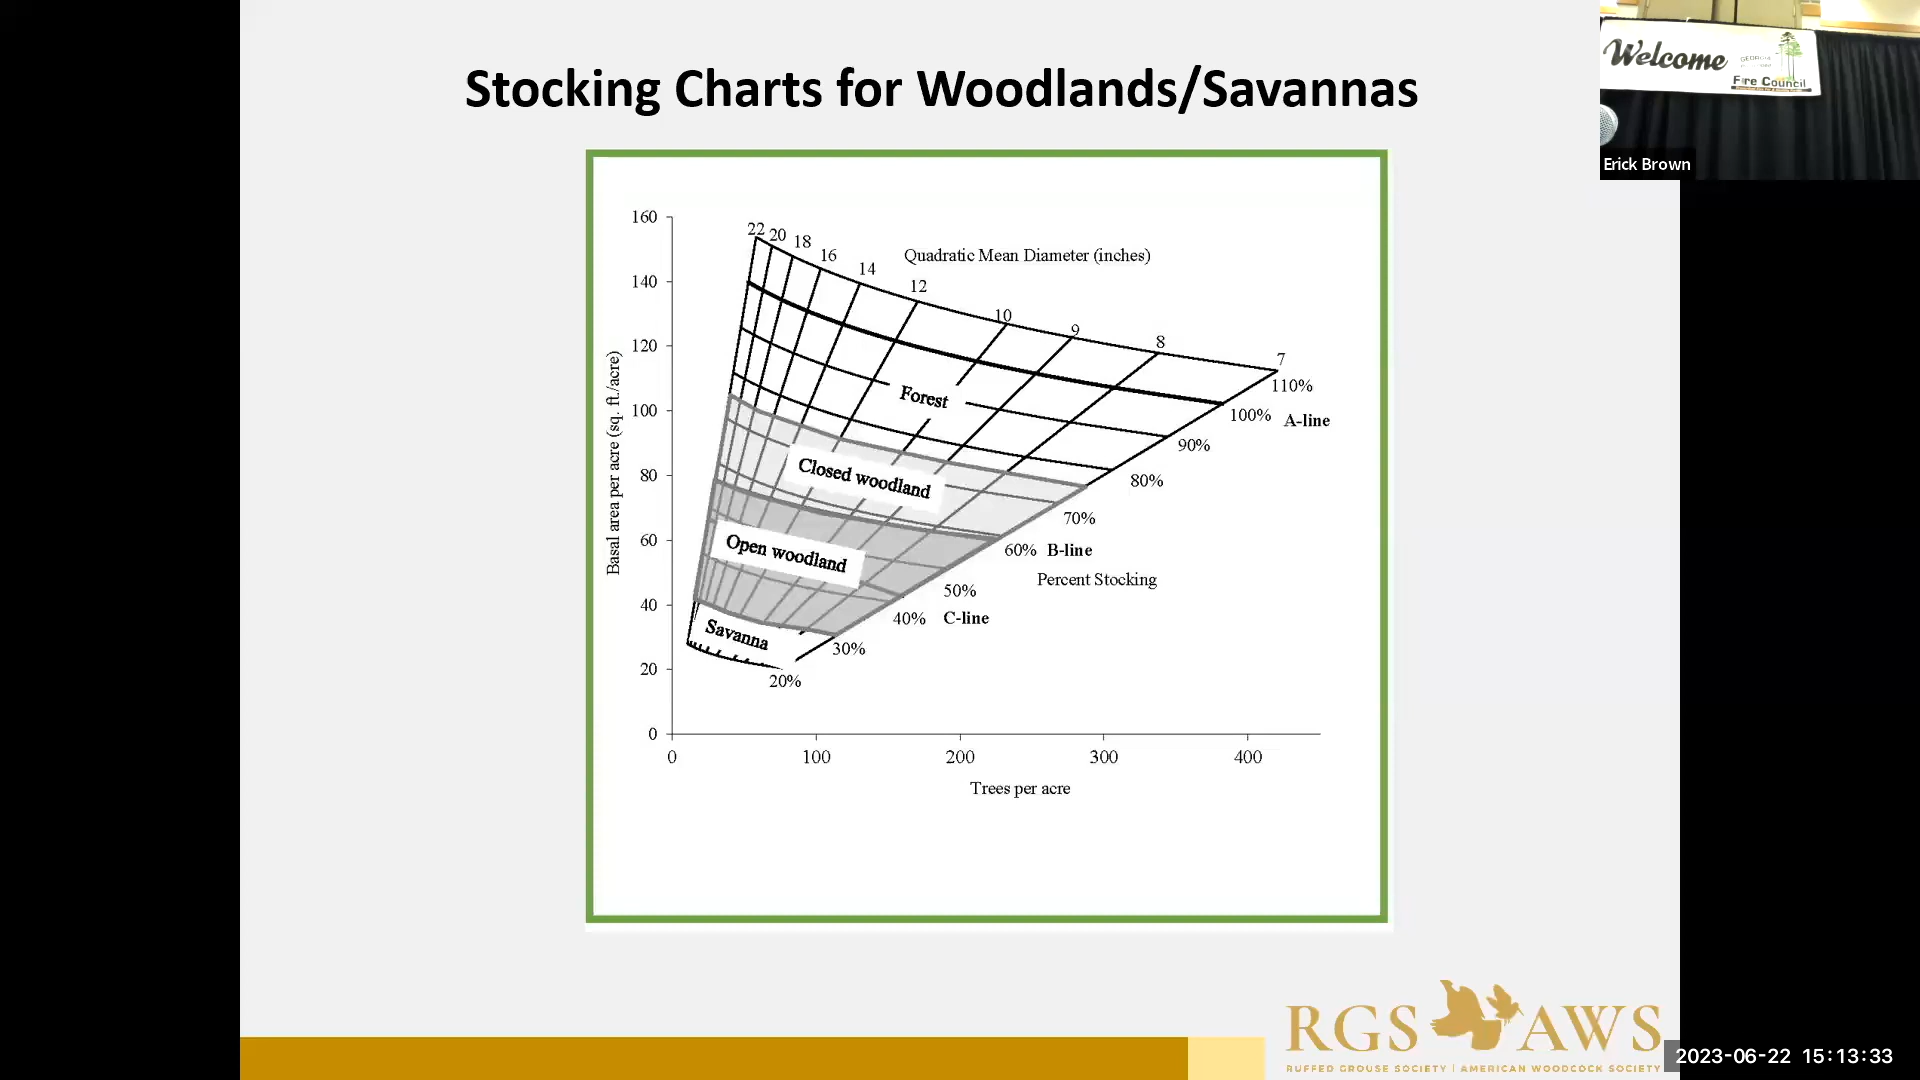 Stocking Charts for Woodlands/Savannas
Welcome
GEORGIA
Fire Council
Erick Brown
160
140
120
100
80
60
40
20
0
Basal area per acre (sq. ft./acre)
22 20 18 16 14 12 10 9 8 7
Quadratic Mean Diameter (inches)
Forest
Closed woodland
Open woodland
Savanna
110%
100% A-line
90%
80%
70%
60% B-line
Percent Stocking
50%
40% C-line
30%
20%
0 100 200 300 400
Trees per acre
RGS AWS
RUFFED GROUSE SOCIETY | AMERICAN WOODCOCK SOCIETY
2023-06-22 15:13:33